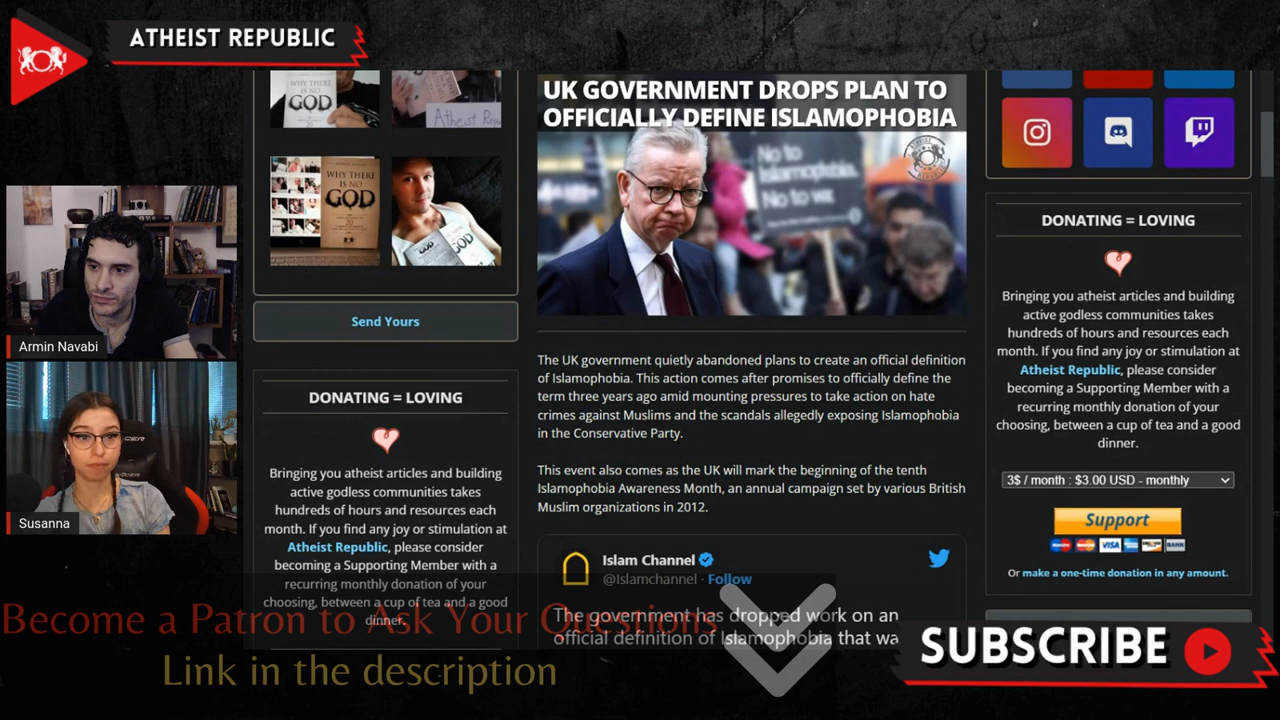 ATHEIST REPUBLIC
WHY THERE
IS NO
GOD
Atheist Rep
WHY THERE
IS NO
GOD
Send Yours
DONATING = LOVING
Bringing you atheist articles and building
active godless communities takes
hundreds of hours and resources each
month. If you find any joy or stimulation at
Atheist Republic, please consider
becoming a Supporting Member with a
recurring monthly donation of your
choosing, between a cup of tea and a good
dinner.
UK GOVERNMENT DROPS PLAN TO
OFFICIALLY DEFINE ISLAMOPHOBIA
No to
Islamophobia.
No to
The UK government quietly abandoned plans to create an official definition
of Islamophobia. This action comes after promises to officially define the
term three years ago amid mounting pressures to take action on hate
crimes against Muslims and the scandals allegedly exposing Islamophobia
in the Conservative Party.
This event also comes as the UK will mark the beginning of the tenth
Islamophobia Awareness Month, an annual campaign set by various British
Muslim organizations in 2012.
Islam Channel
@Islamchannel · Follow
The government has dropped work on an
official definition of Islamophobia that wa
DONATING = LOVING
Bringing you atheist articles and building
active godless communities takes
hundreds of hours and resources each
month. If you find any joy or stimulation at
Atheist Republic, please consider
becoming a Supporting Member with a
recurring monthly donation of your
choosing, between a cup of tea and a good
dinner.
3$ / month : $3.00 USD - monthly
Support
VISA
BANK
Or make a one-time donation in any amount.
Armin Navabi
Susanna
Become a Patron to Ask Your Questions
Link in the description
SUBSCRIBE